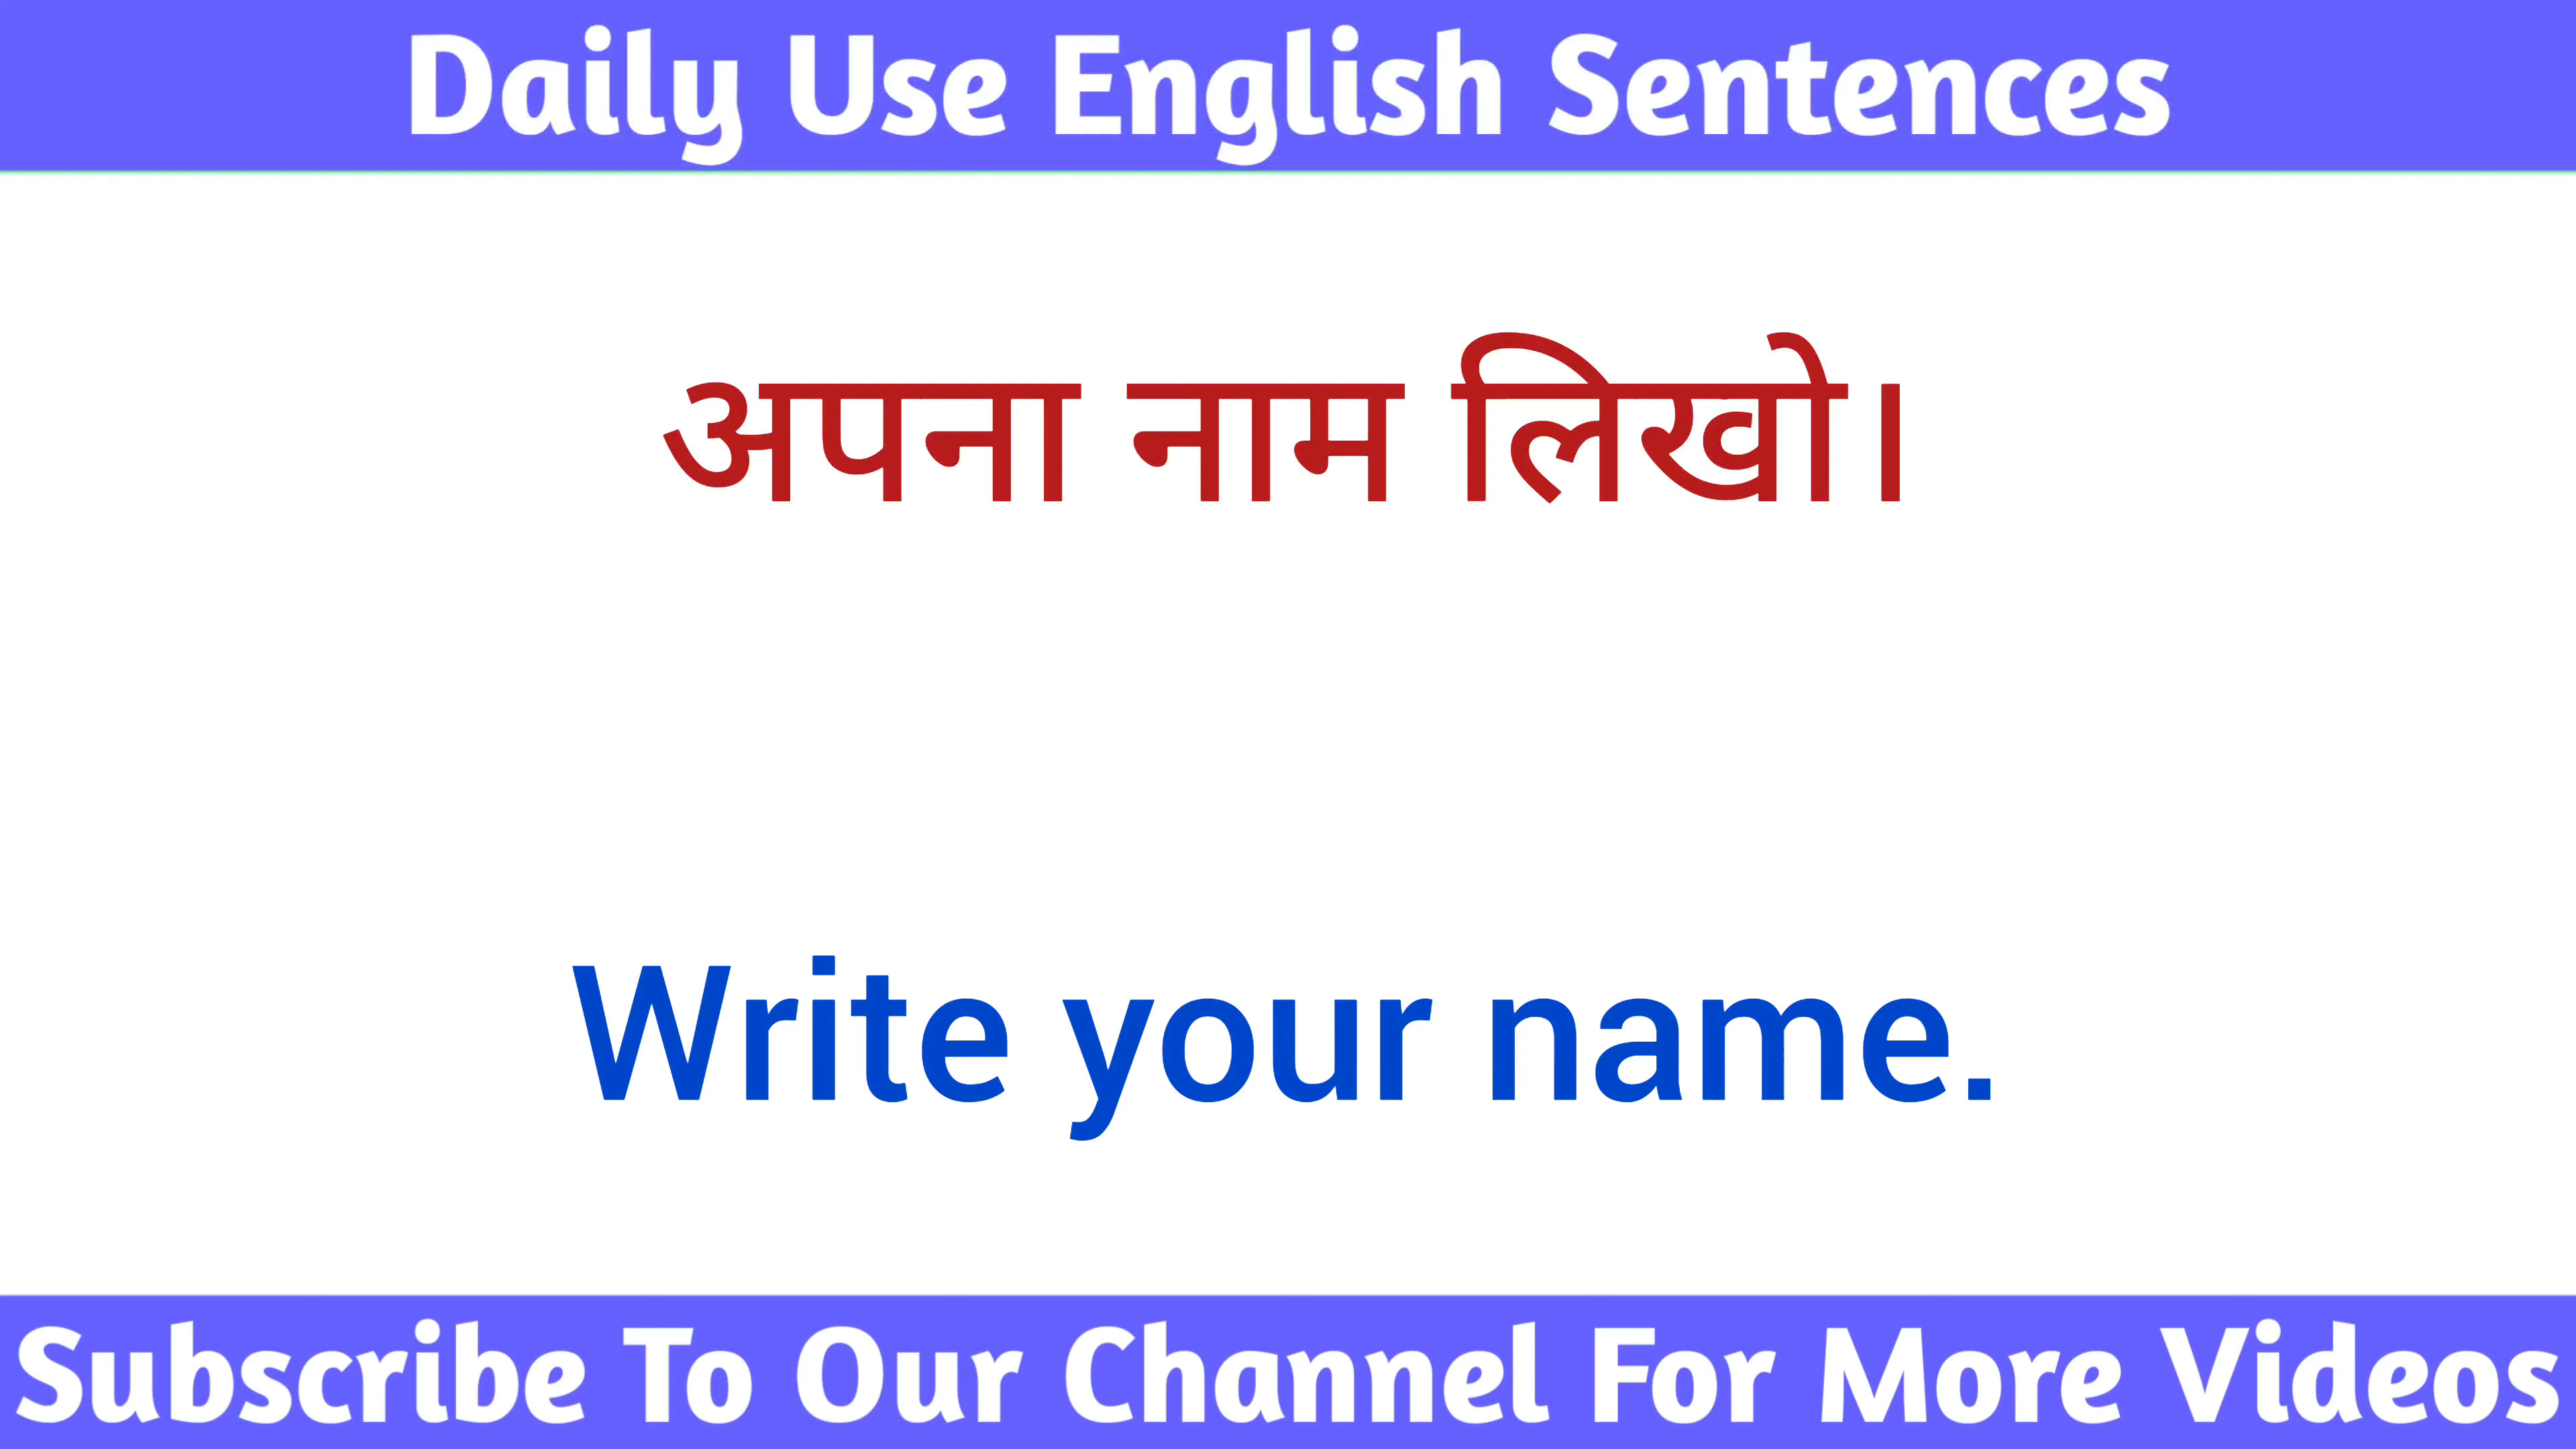 Daily Use English Sentences
अपना नाम लिखो।
Write your name.
Subscribe To Our Channel For More Videos